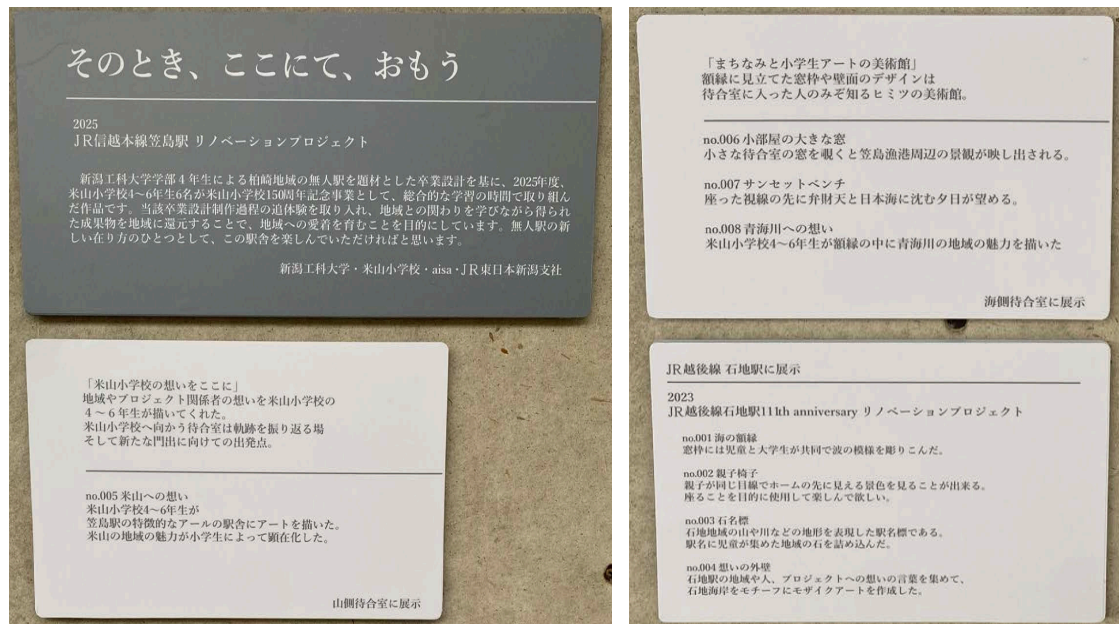 そのとき、ここにて、おもう
2025
JR信越本線笠島駅 リノベーションプロジェクト
新潟工科大学学部4年生による柏崎地域の無人駅を題材とした卒業設計を基に、2025年度、
米山小学校4~6年生6名が米山小学校150周年記念事業として、総合的な学習の時間で取り組ん
だ作品です。当該卒業設計制作過程の追体験を取り入れ、地域との関わりを学びながら得られ
た成果物を地域に還元することで、地域への愛着を育むことを目的にしています。無人駅の新
しい在り方のひとつとして、この駅舎を楽しんでいただければと思います。
新潟工科大学・米山小学校・aisa・JR東日本新潟支社
「米山小学校の想いをここに」
地域やプロジェクト関係者の想いを米山小学校の
4~6年生が描いてくれた。
米山小学校へ向かう待合室は軌跡を振り返る場
そして新たな門出に向けての出発点。
no.005 米山への想い
米山小学校4~6年生が
笠島駅の特徴的なアールの駅舎にアートを描いた。
米山の地域の魅力が小学生によって顕在化した。
山側待合室に展示
「まちなみと小学生アートの美術館」
額縁に見立てた窓枠や壁面のデザインは
待合室に入った人のみぞ知るヒミツの美術館。
no.006 小部屋の大きな窓
小さな待合室の窓を覗くと笠島漁港周辺の景観が映し出される。
no.007 サンセットベンチ
座った視線の先に弁財天と日本海に沈む夕日が望める。
no.008 青海川への想い
米山小学校4~6年生が額縁の中に青海川の地域の魅力を描いた
海側待合室に展示
JR越後線 石地駅に展示
2023
JR越後線石地駅111th anniversary リノベーションプロジェクト
no.001 海の額縁
窓枠には児童と大学生が共同で波の模様を彫りこんだ。
no.002 親子椅子
親子が同じ目線でホームの先に見える景色を見ることが出来る。
座ることを目的に使用して楽しんで欲しい。
no.003 石名標
石地地域の山や川などの地形を表現した駅名標である。
駅名に児童が集めた地域の石を詰め込んだ。
no.004 想いの外壁
石地駅の地域や人、プロジェクトへの想いの言葉を集めて、
石地海岸をモチーフにモザイクアートを作成した。